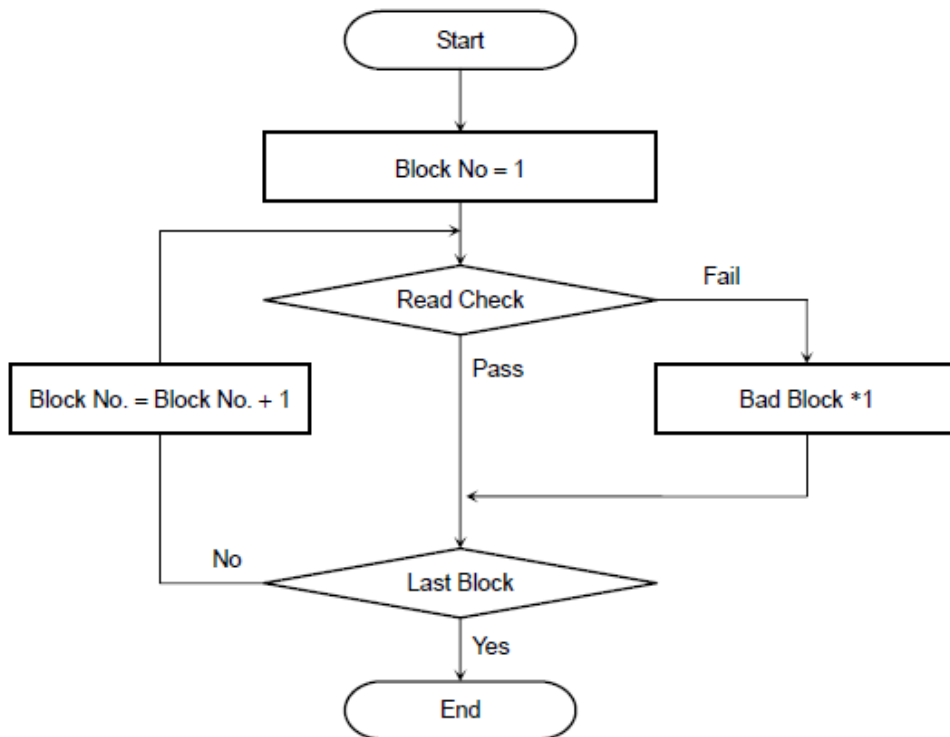 Start
Block No = 1
Read Check
Fail
Pass
Block No. = Block No. + 1
Bad Block *1
No
Last Block
Yes
End